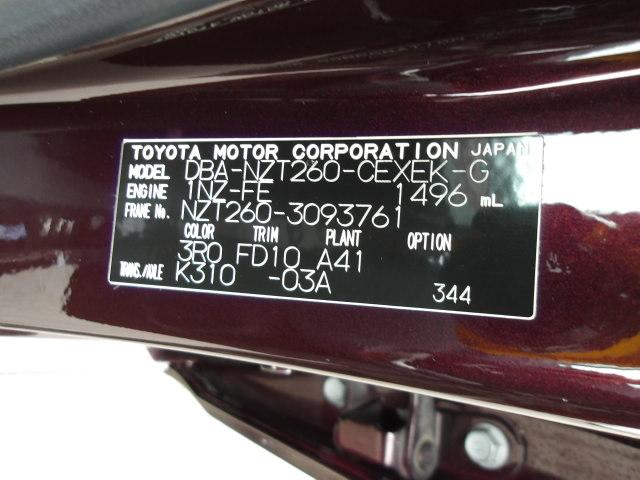 TOYOTA MOTOR CORPORATION JAPAN
MODEL DBA-NZT260-CEXEK-G
ENGINE 1NZ-FE 1496 mL
FRAME No. NZT260-3093761
COLOR TRIM PLANT OPTION
3R0 FD10 A41
TRANS./AXLE K310 -03A
344